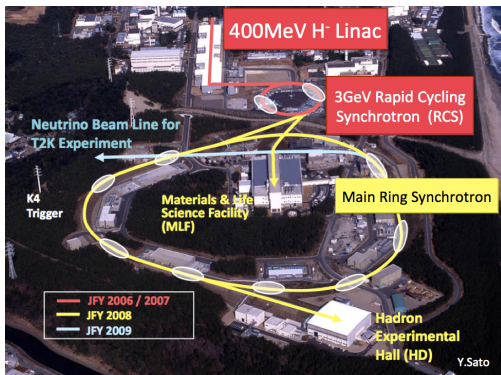 400MeV H⁻ Linac
3GeV Rapid Cycling
Synchrotron (RCS)
Neutrino Beam Line for
T2K Experiment
K4
Trigger
Materials & Life
Science Facility
(MLF)
Main Ring Synchrotron
JFY 2006 / 2007
JFY 2008
JFY 2009
Hadron
Experimental
Hall (HD)
Y.Sato